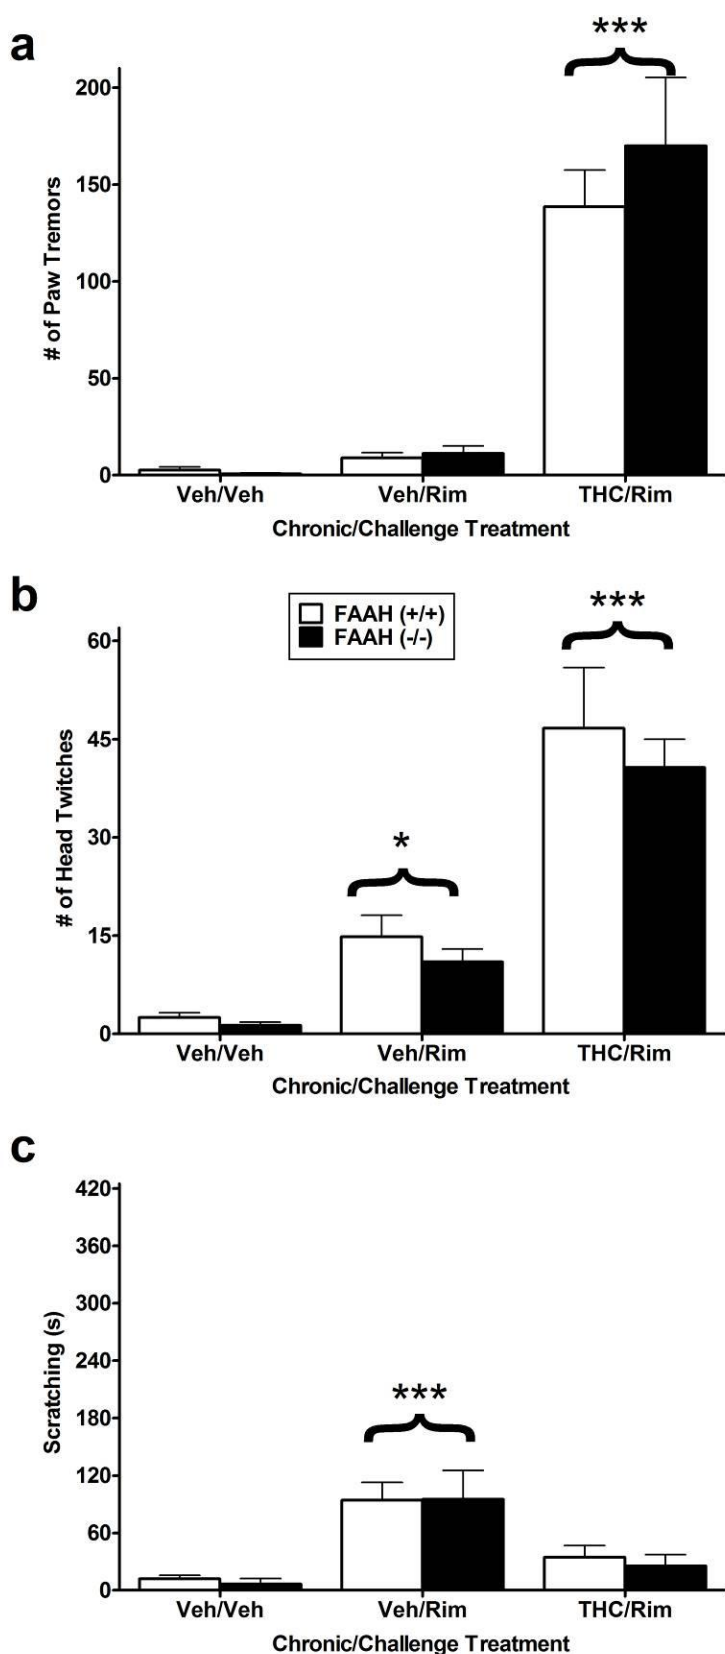 a
***
200
150
100
50
0
# of Paw Tremors
Veh/Veh Veh/Rim THC/Rim
Chronic/Challenge Treatment
b
FAAH (+/+)
FAAH (-/-)
***
*
60
45
30
15
0
# of Head Twitches
Veh/Veh Veh/Rim THC/Rim
Chronic/Challenge Treatment
c
420
360
300
240
180
120
60
0
Scratching (s)
***
Veh/Veh Veh/Rim THC/Rim
Chronic/Challenge Treatment